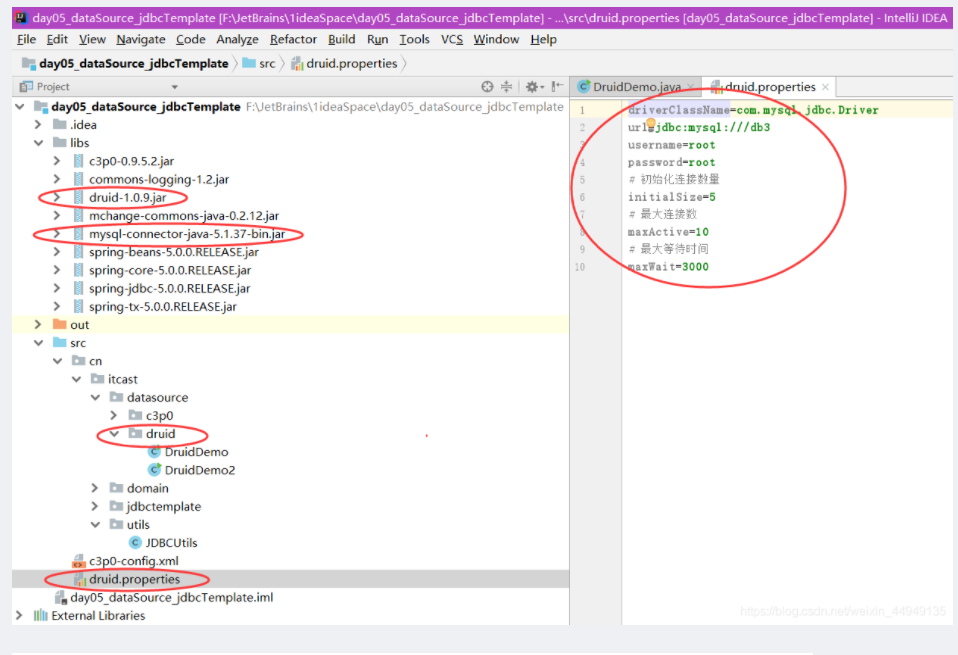 day05_dataSource_jdbcTemplate [F:\JetBrains\1ideaSpace\day05_dataSource_jdbcTemplate] - ...\src\druid.properties [day05_dataSource_jdbcTemplate] - IntelliJ IDEA
File Edit View Navigate Code Analyze Refactor Build Run Tools VCS Window Help
day05_dataSource_jdbcTemplate src druid.properties
Project
DruidDemo.java druid.properties
day05_dataSource_jdbcTemplate F:\JetBrains\1ideaSpace\day05_dataSource_jdbcTemplate
.idea
libs
c3p0-0.9.5.2.jar
commons-logging-1.2.jar
druid-1.0.9.jar
mchange-commons-java-0.2.12.jar
mysql-connector-java-5.1.37-bin.jar
spring-beans-5.0.0.RELEASE.jar
spring-core-5.0.0.RELEASE.jar
spring-jdbc-5.0.0.RELEASE.jar
spring-tx-5.0.0.RELEASE.jar
out
src
cn
itcast
datasource
c3p0
druid
DruidDemo
DruidDemo2
domain
jdbctemplate
utils
JDBCUtils
c3p0-config.xml
druid.properties
day05_dataSource_jdbcTemplate.iml
External Libraries
1 driverClassName=com.mysql.jdbc.Driver
2 url=jdbc:mysql:///db3
3 username=root
4 password=root
5 # 初始化连接数量
6 initialSize=5
7 # 最大连接数
8 maxActive=10
9 # 最大等待时间
10 maxWait=3000
https://blog.csdn.net/weixin_44949135